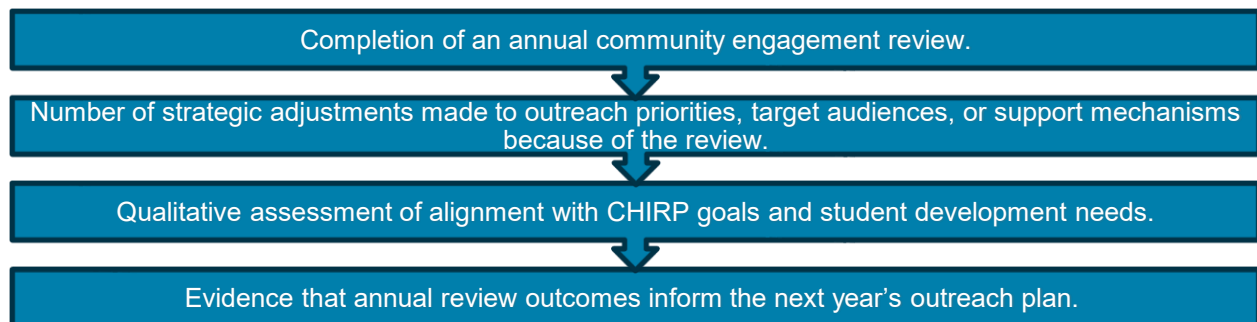 Completion of an annual community engagement review.
Number of strategic adjustments made to outreach priorities, target audiences, or support mechanisms
because of the review.
Qualitative assessment of alignment with CHIRP goals and student development needs.
Evidence that annual review outcomes inform the next year’s outreach plan.